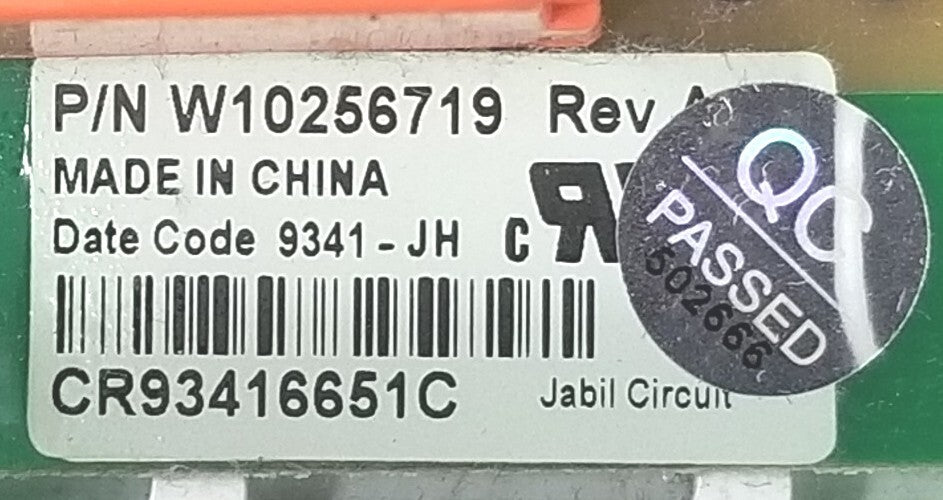 P/N W10256719 Rev A
MADE IN CHINA
Date Code 9341-JH C
CR93416651C
Jabil Circuit
QC
PASSED
502666